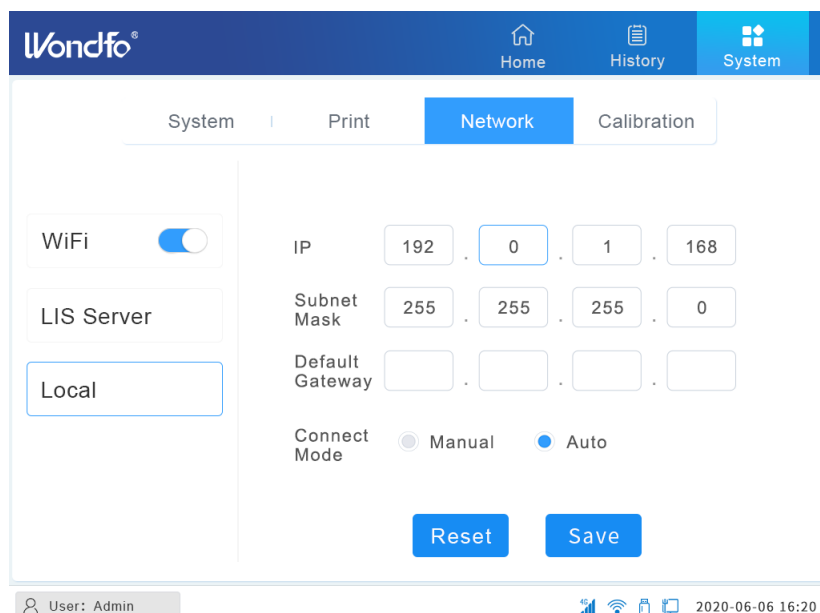 Wondfo®
Home
History
System
System
Print
Network
Calibration
WiFi
LIS Server
Local
IP 192 . 0 . 1 . 168
Subnet
Mask 255 . 255 . 255 . 0
Default
Gateway . . .
Connect
Mode Manual Auto
Reset Save
User: Admin 4G 2020-06-06 16:20